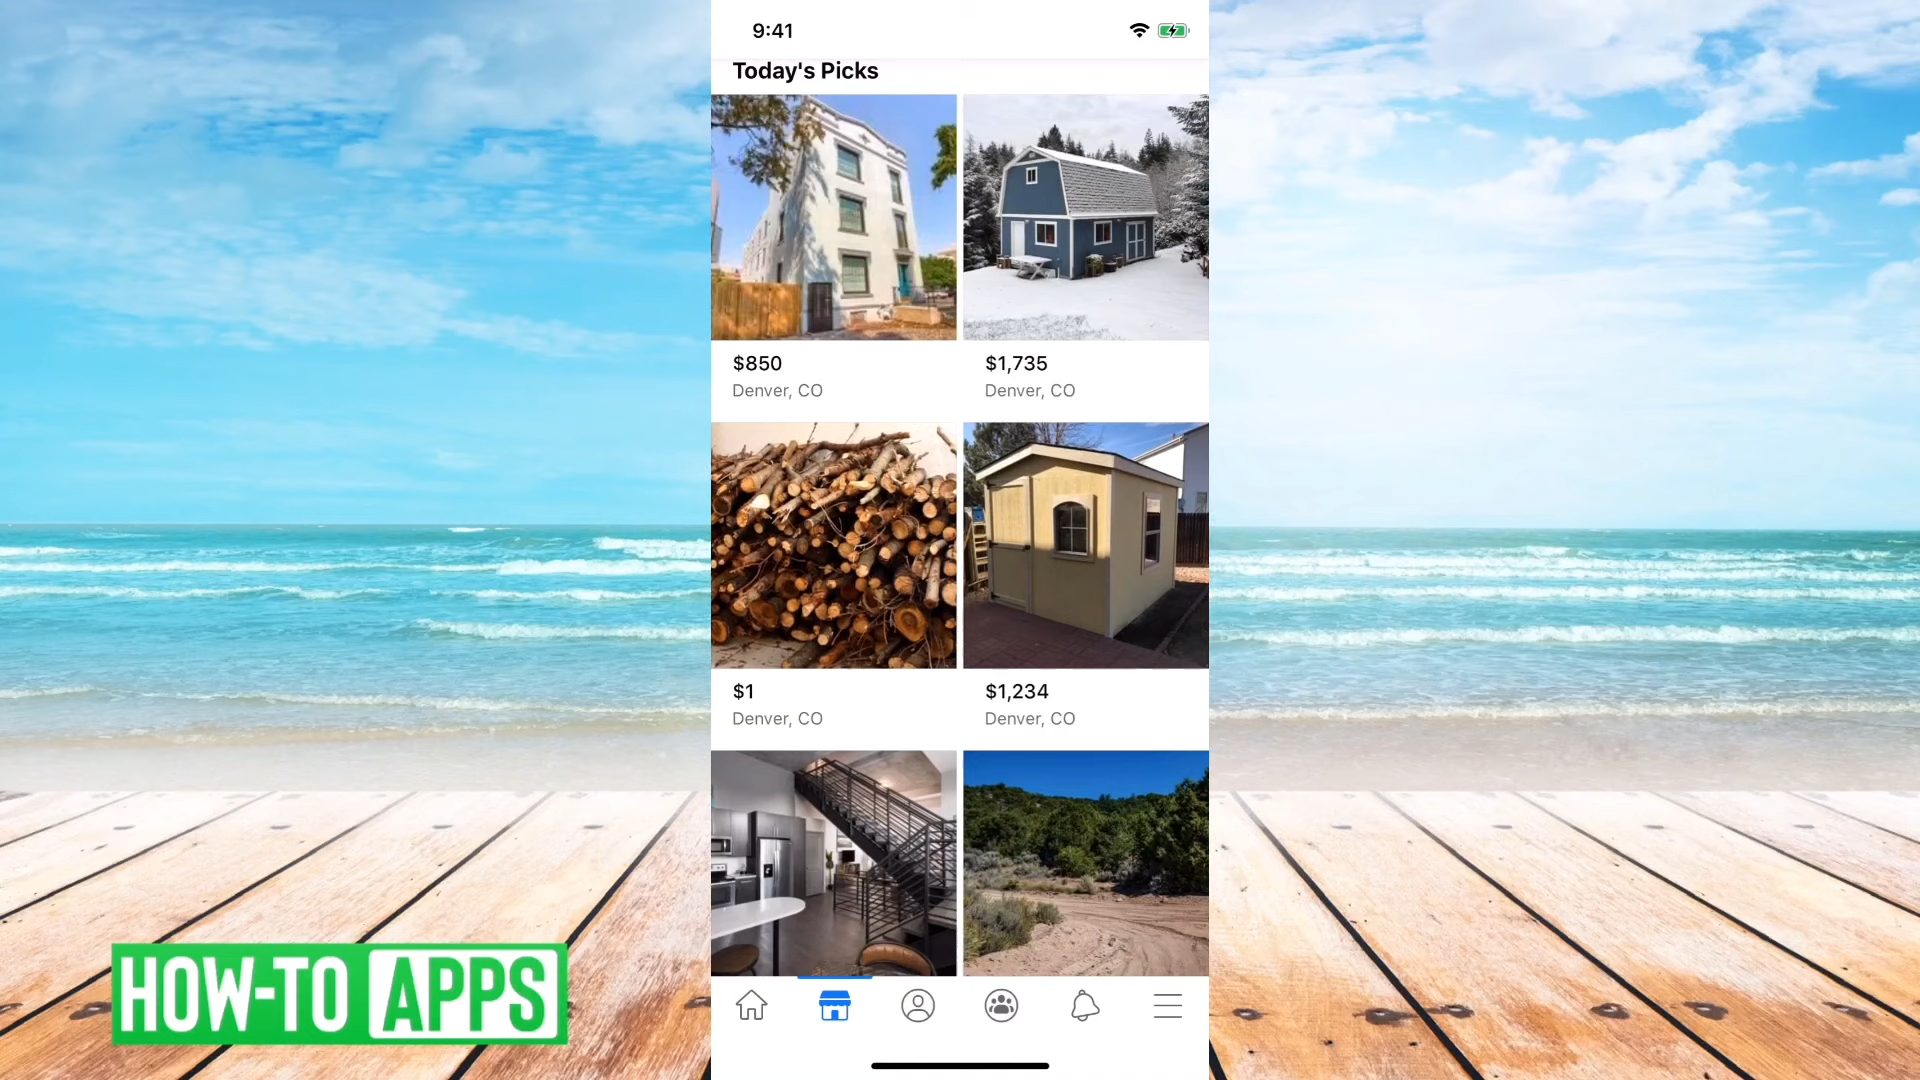 9:41
Today's Picks
$850
Denver, CO
$1,735
Denver, CO
$1
Denver, CO
$1,234
Denver, CO
HOW-TO APPS